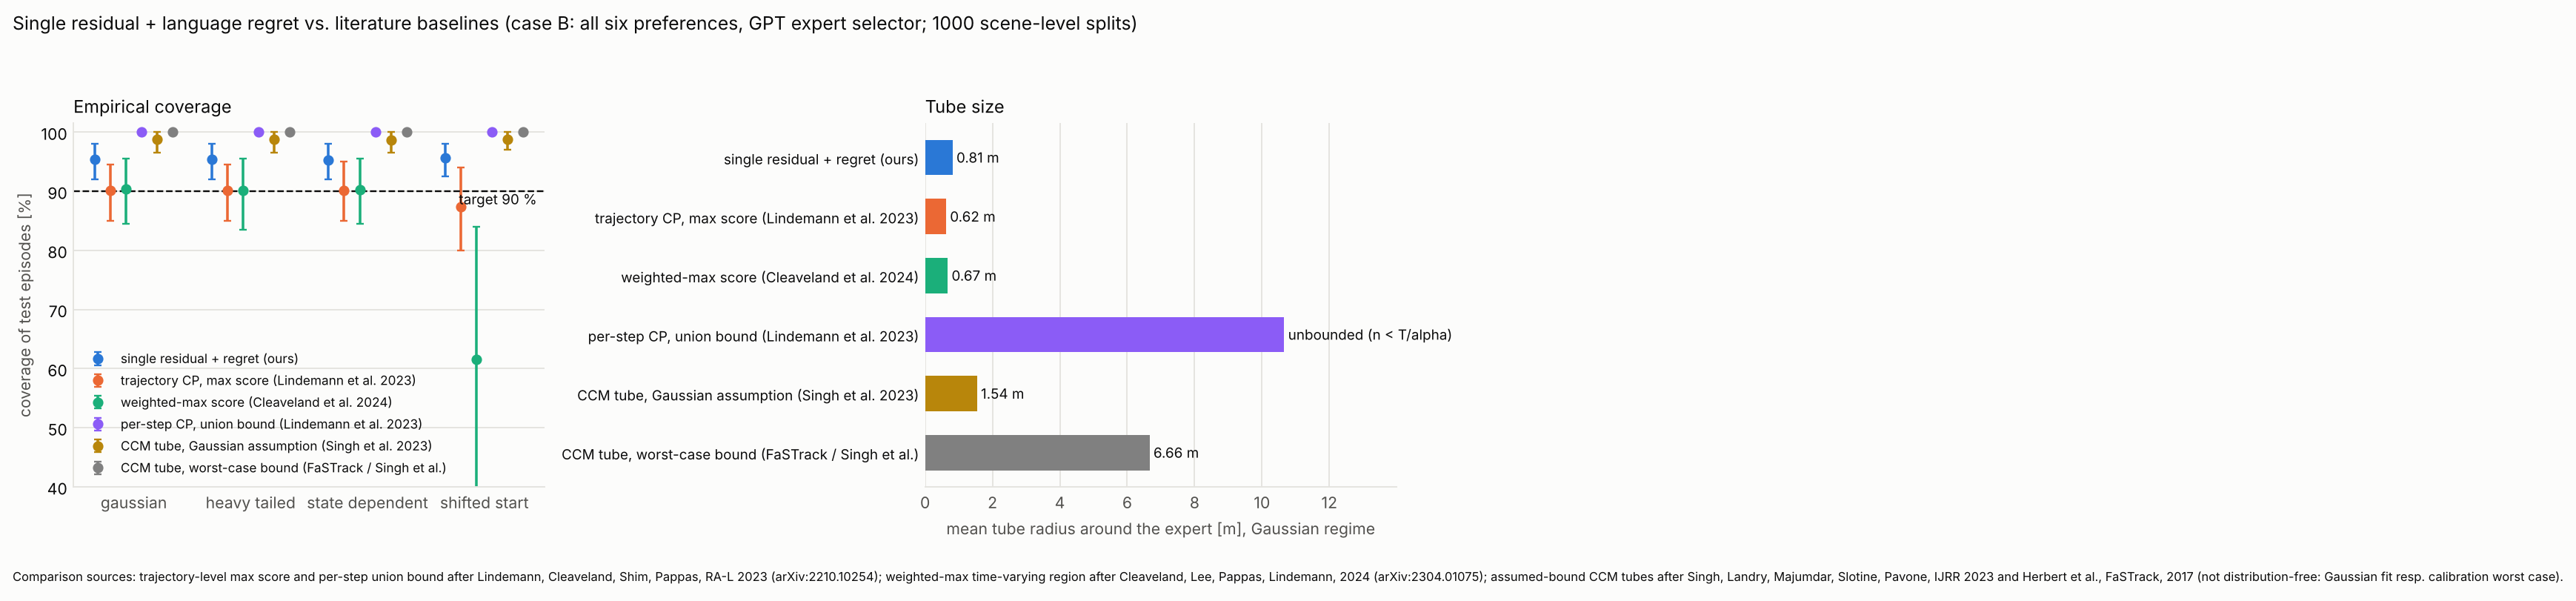 Single residual + language regret vs. literature baselines (case B: all six preferences, GPT expert selector; 1000 scene-level splits)
Empirical coverage
coverage of test episodes [%]
100
90
80
70
60
50
40
target 90 %
single residual + regret (ours)
trajectory CP, max score (Lindemann et al. 2023)
weighted-max score (Cleaveland et al. 2024)
per-step CP, union bound (Lindemann et al. 2023)
CCM tube, Gaussian assumption (Singh et al. 2023)
CCM tube, worst-case bound (FaSTrack / Singh et al.)
gaussian
heavy tailed
state dependent
shifted start
Tube size
single residual + regret (ours)
0.81 m
trajectory CP, max score (Lindemann et al. 2023)
0.62 m
weighted-max score (Cleaveland et al. 2024)
0.67 m
per-step CP, union bound (Lindemann et al. 2023)
unbounded (n < T/alpha)
CCM tube, Gaussian assumption (Singh et al. 2023)
1.54 m
CCM tube, worst-case bound (FaSTrack / Singh et al.)
6.66 m
0
2
4
6
8
10
12
mean tube radius around the expert [m], Gaussian regime
Comparison sources: trajectory-level max score and per-step union bound after Lindemann, Cleaveland, Shim, Pappas, RA-L 2023 (arXiv:2210.10254); weighted-max time-varying region after Cleaveland, Lee, Pappas, Lindemann, 2024 (arXiv:2304.01075); assumed-bound CCM tubes after Singh, Landry, Majumdar, Slotine, Pavone, IJRR 2023 and Herbert et al., FaSTrack, 2017 (not distribution-free: Gaussian fit resp. calibration worst case).